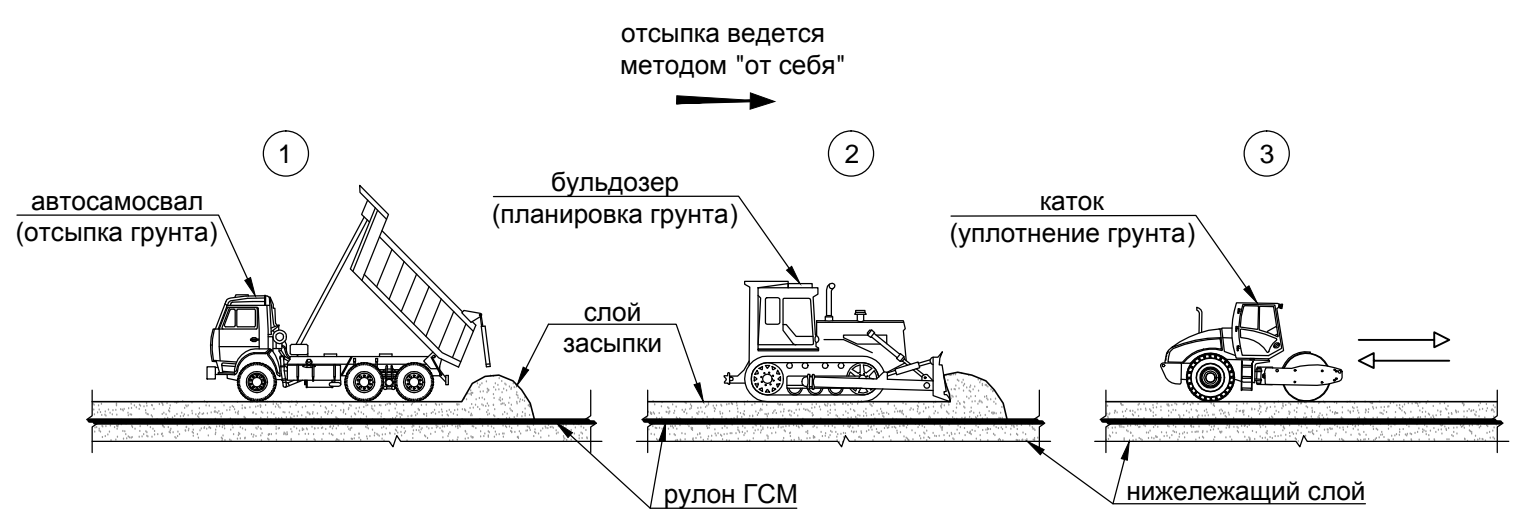 отсыпка ведется
методом "от себя"
1
2
3
автосамосвал
(отсыпка грунта)
бульдозер
(планировка грунта)
каток
(уплотнение грунта)
слой
засыпки
рулон ГСМ
нижележащий слой